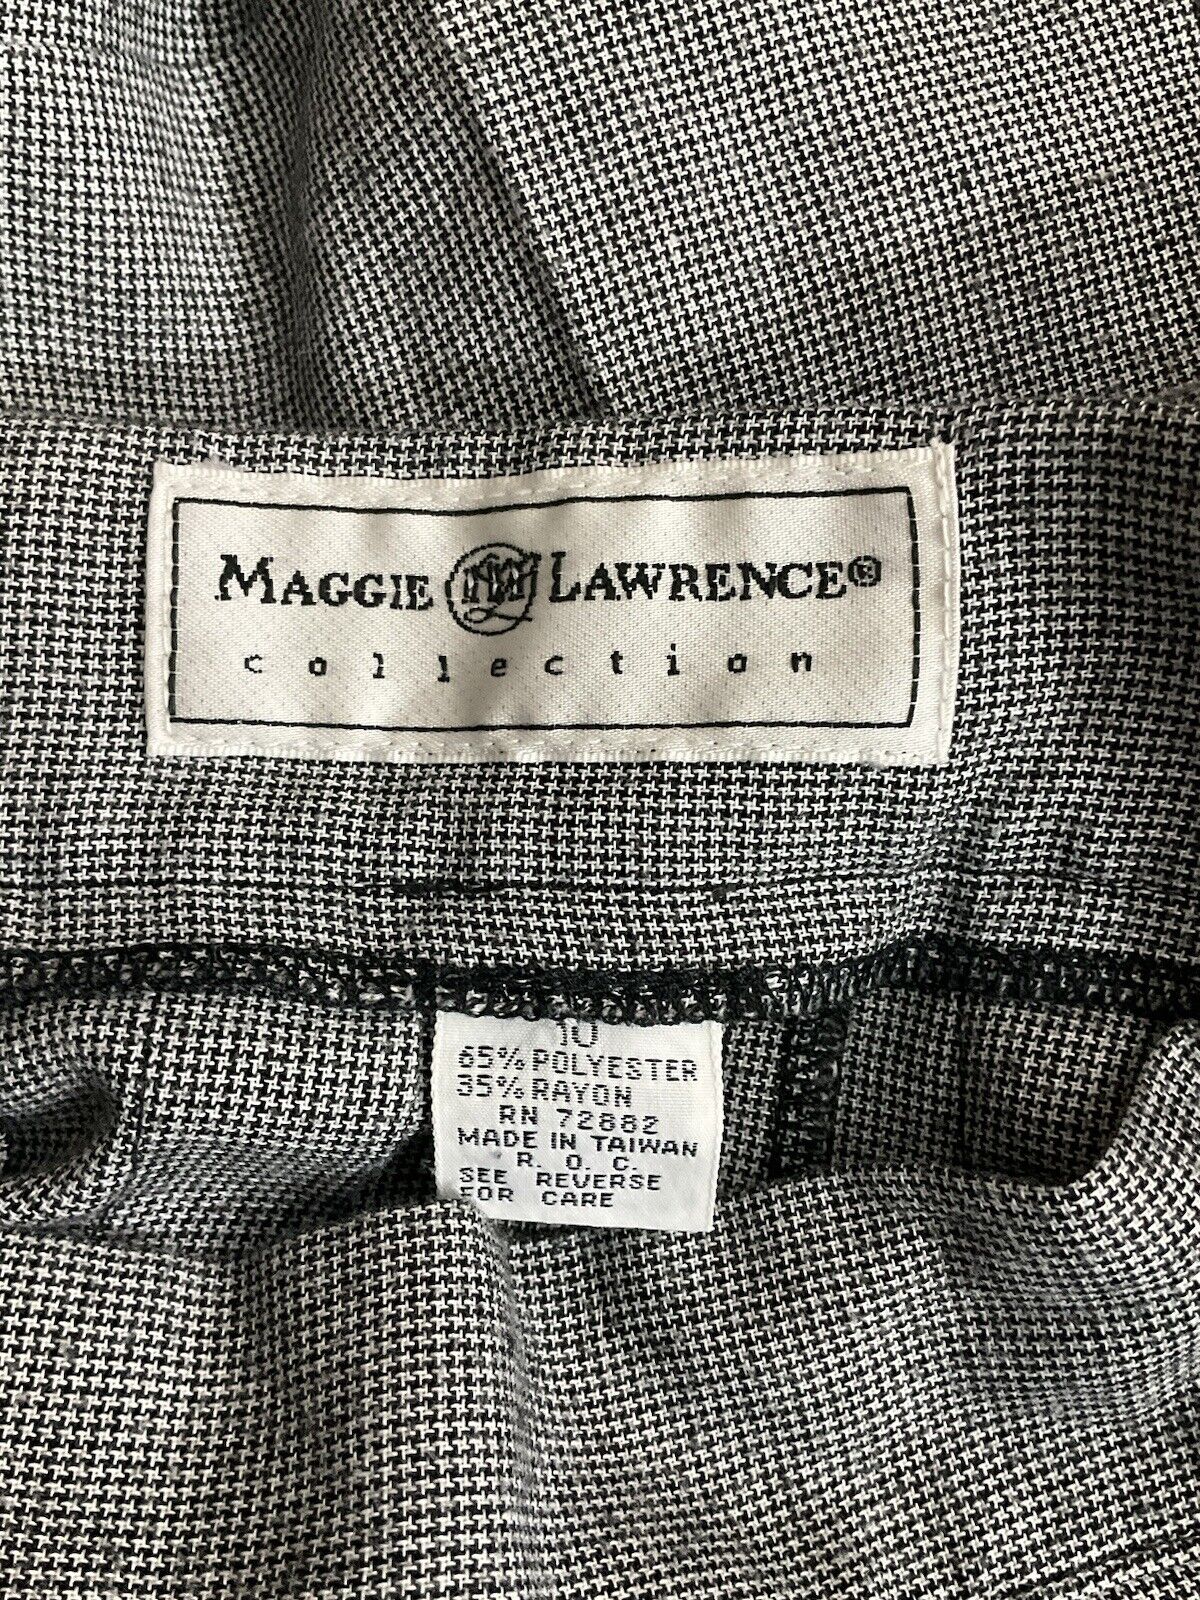 MAGGIE LAWRENCE®
collection
10
65% POLYESTER
35% RAYON
RN 72882
MADE IN TAIWAN
R. O. C.
SEE REVERSE
FOR CARE